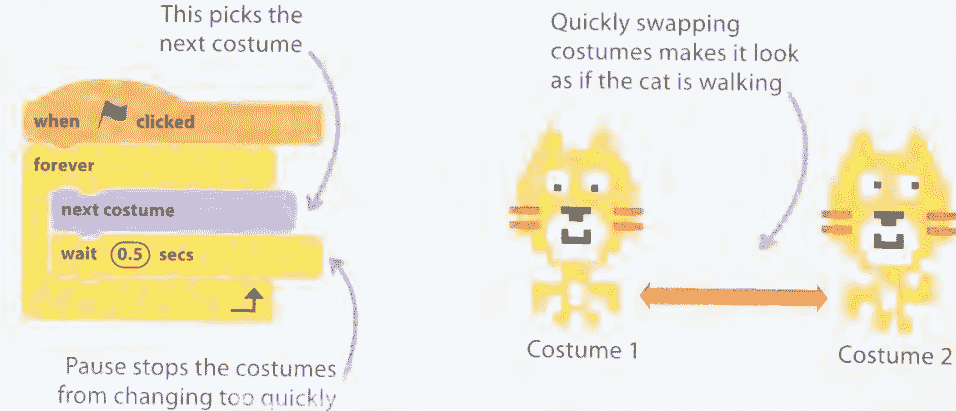 This picks the
next costume
when clicked
forever
next costume
wait 0.5 secs
Pause stops the costumes
from changing too quickly
Quickly swapping
costumes makes it look
as if the cat is walking
Costume 1
Costume 2